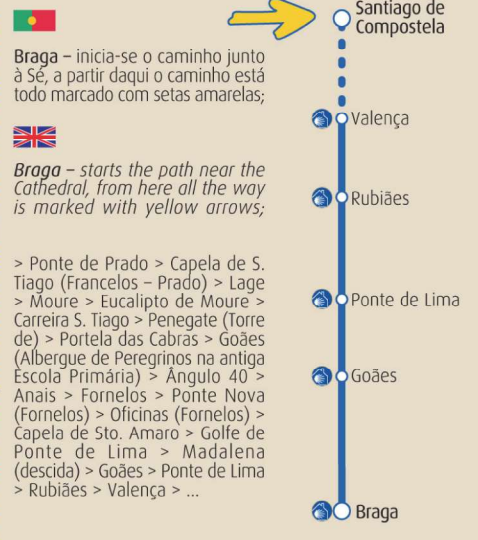 Braga – inicia-se o caminho junto
à Sé, a partir daqui o caminho está
todo marcado com setas amarelas;
Braga – starts the path near the
Cathedral, from here all the way
is marked with yellow arrows;
> Ponte de Prado > Capela de S.
Tiago (Francelos – Prado) > Lage
> Moure > Eucalipto de Moure >
Carreira S. Tiago > Penegate (Torre
de) > Portela das Cabras > Goães
(Albergue de Peregrinos na antiga
Escola Primária) > Ângulo 40 >
Anais > Fornelos > Ponte Nova
(Fornelos) > Oficinas (Fornelos) >
Capela de Sto. Amaro > Golfe de
Ponte de Lima > Madalena
(descida) > Goães > Ponte de Lima
> Rubiães > Valença > ...
Santiago de
Compostela
Valença
Rubiães
Ponte de Lima
Goães
Braga